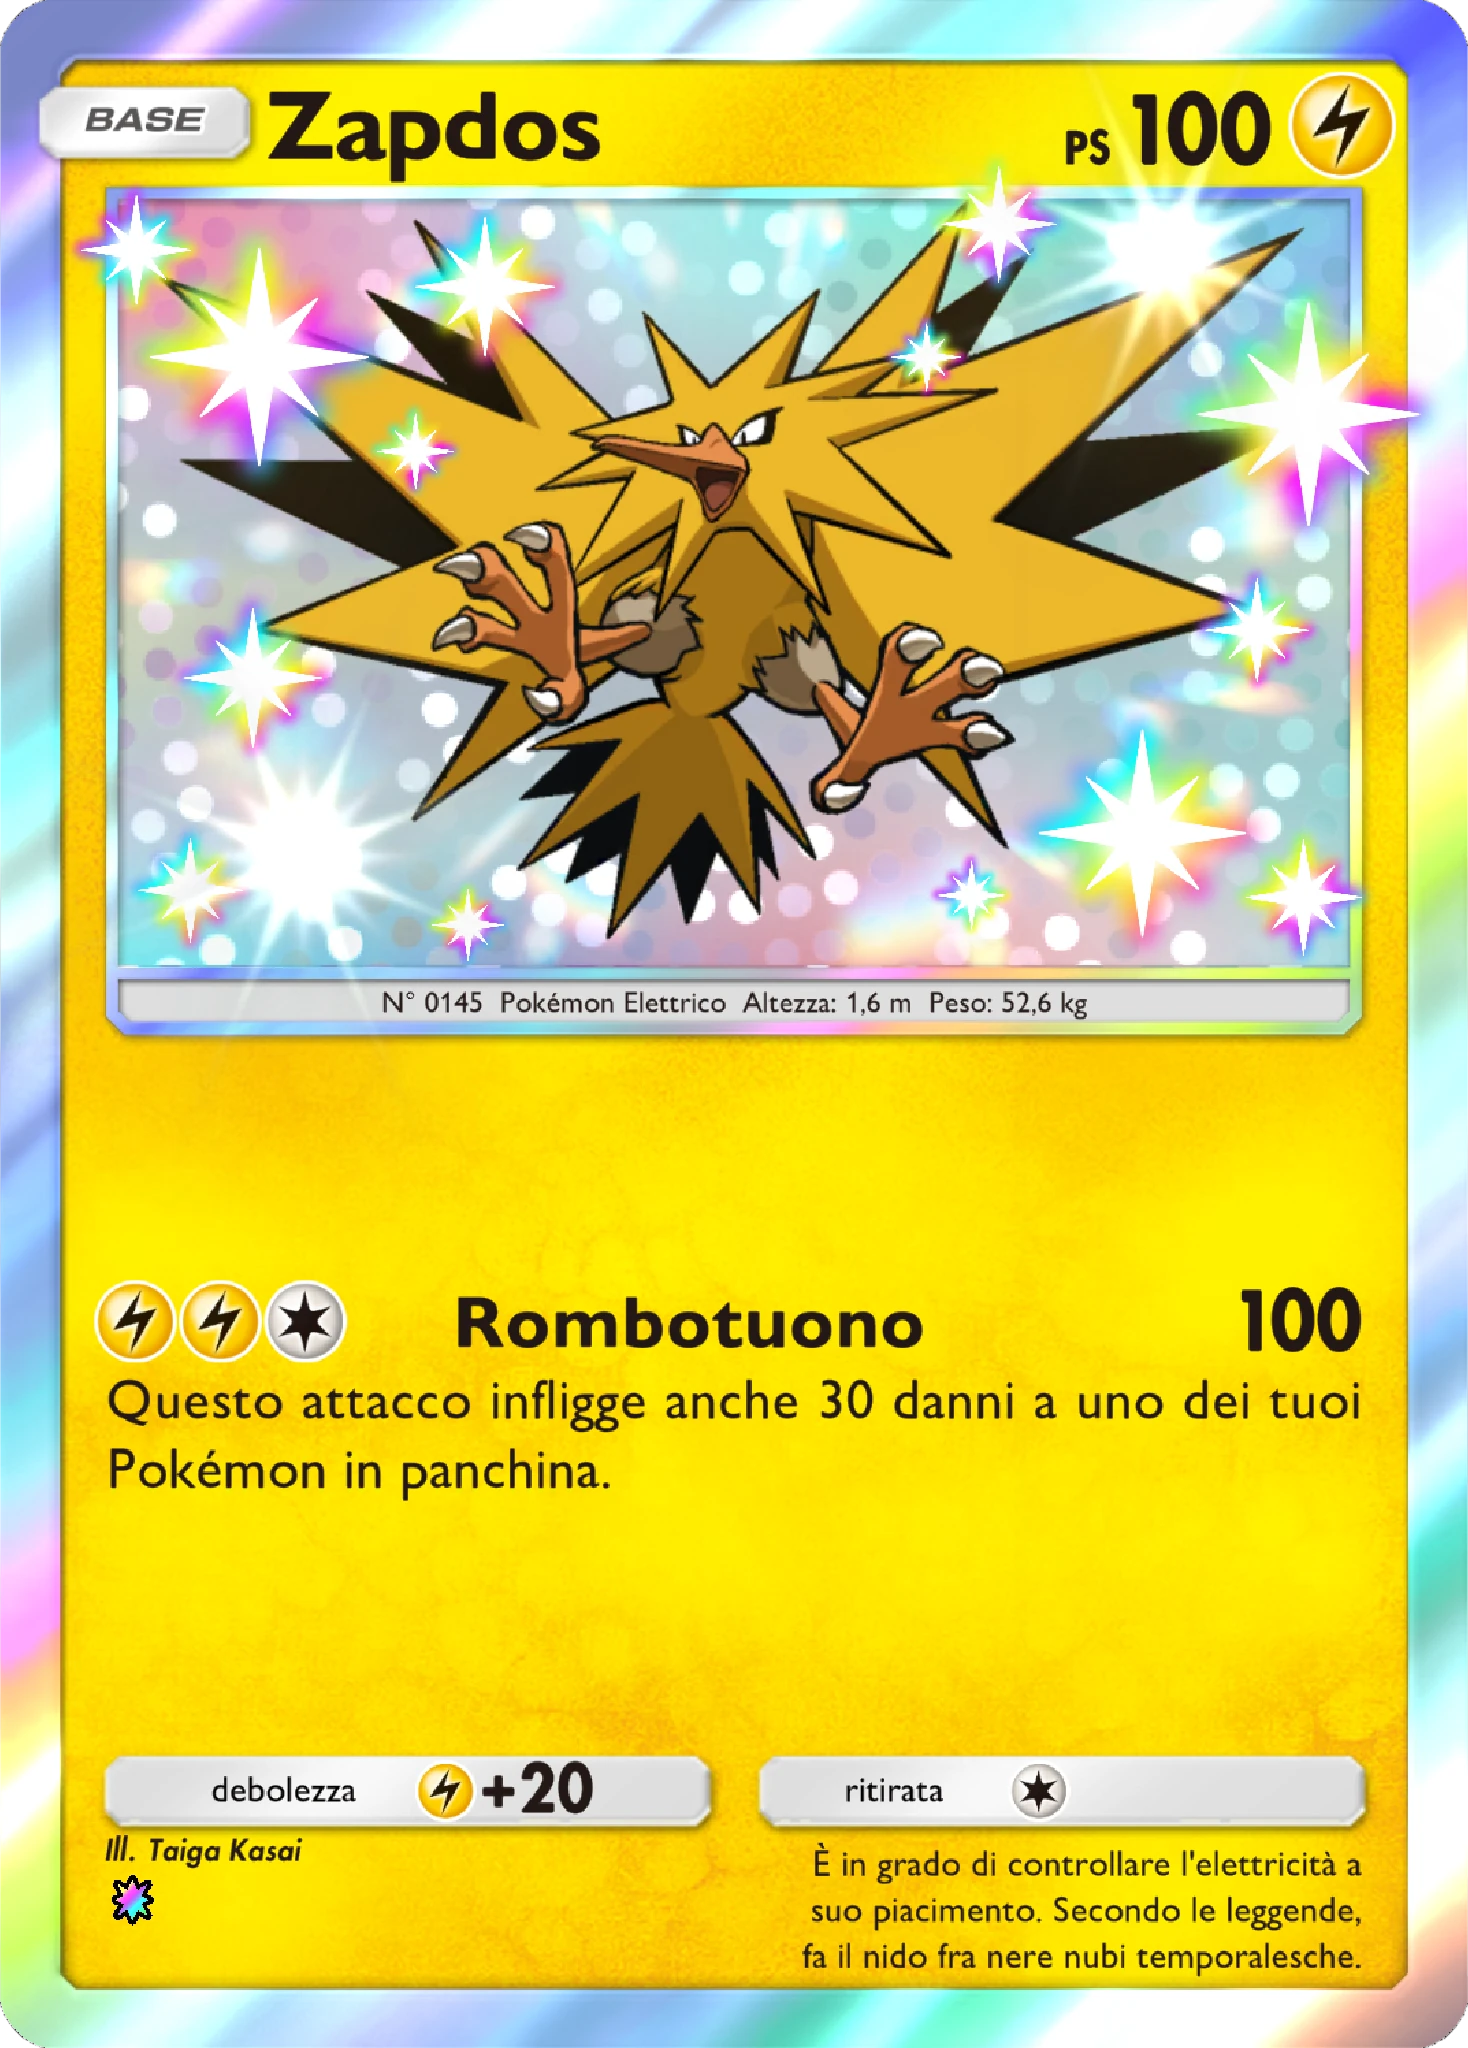 BASE Zapdos PS 100
N° 0145 Pokémon Elettrico Altezza: 1,6 m Peso: 52,6 kg
Rombotuono 100
Questo attacco infligge anche 30 danni a uno dei tuoi
Pokémon in panchina.
debolezza +20 ritirata
Ill. Taiga Kasai
È in grado di controllare l'elettricità a
suo piacimento. Secondo le leggende,
fa il nido fra nere nubi temporalesche.